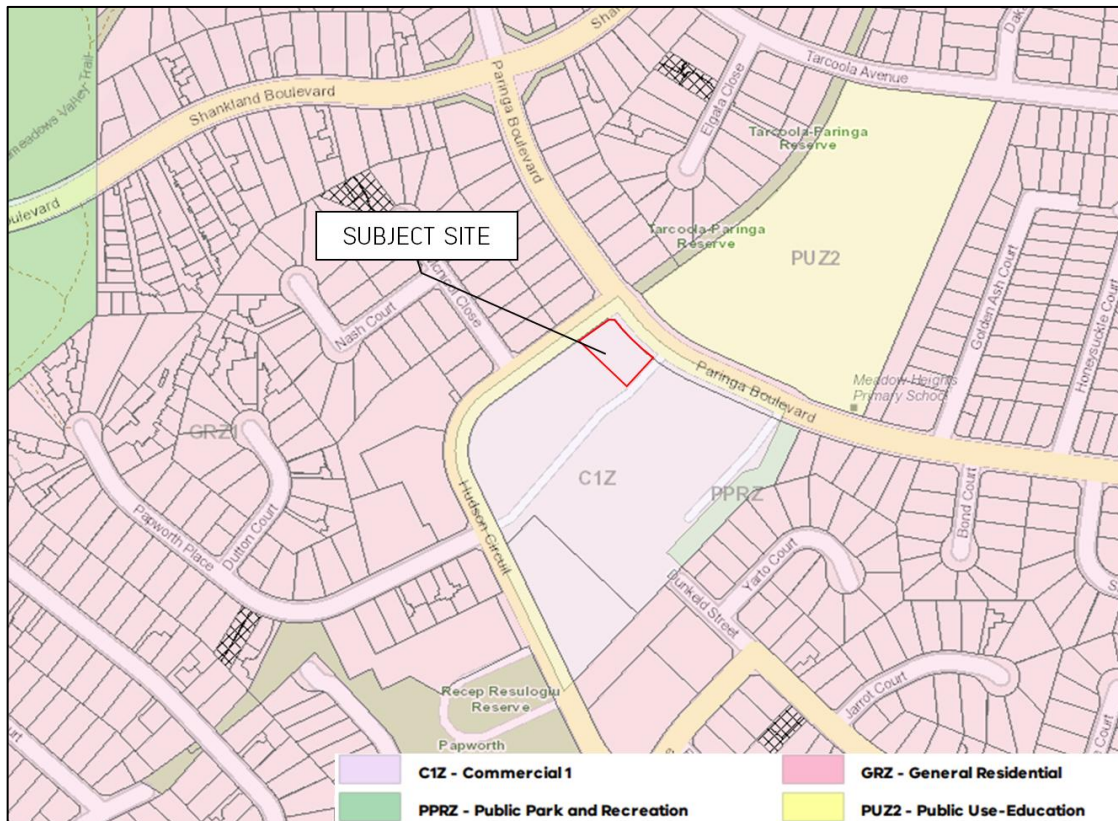 Shankland Boulevard
Paringa Boulevard
Elgata Close
Tarcoola Avenue
Tarcoola-Paringa
Reserve
Tarcoola-Paringa
Reserve
SUBJECT SITE
PUZ2
Golden Ash Court
Honeysuckle Court
Nash Court
Close
GRZ1
Paringa Boulevard
Meadow Heights
Primary School
C1Z
PPRZ
Hudson Circuit
Papworth Place
Dutton Court
Bond Court
Yarto Court
Bunkeld Street
Jarrot Court
Recep Resulogiu
Reserve
Papworth
C1Z - Commercial 1
GRZ - General Residential
PPRZ - Public Park and Recreation
PUZ2 - Public Use-Education